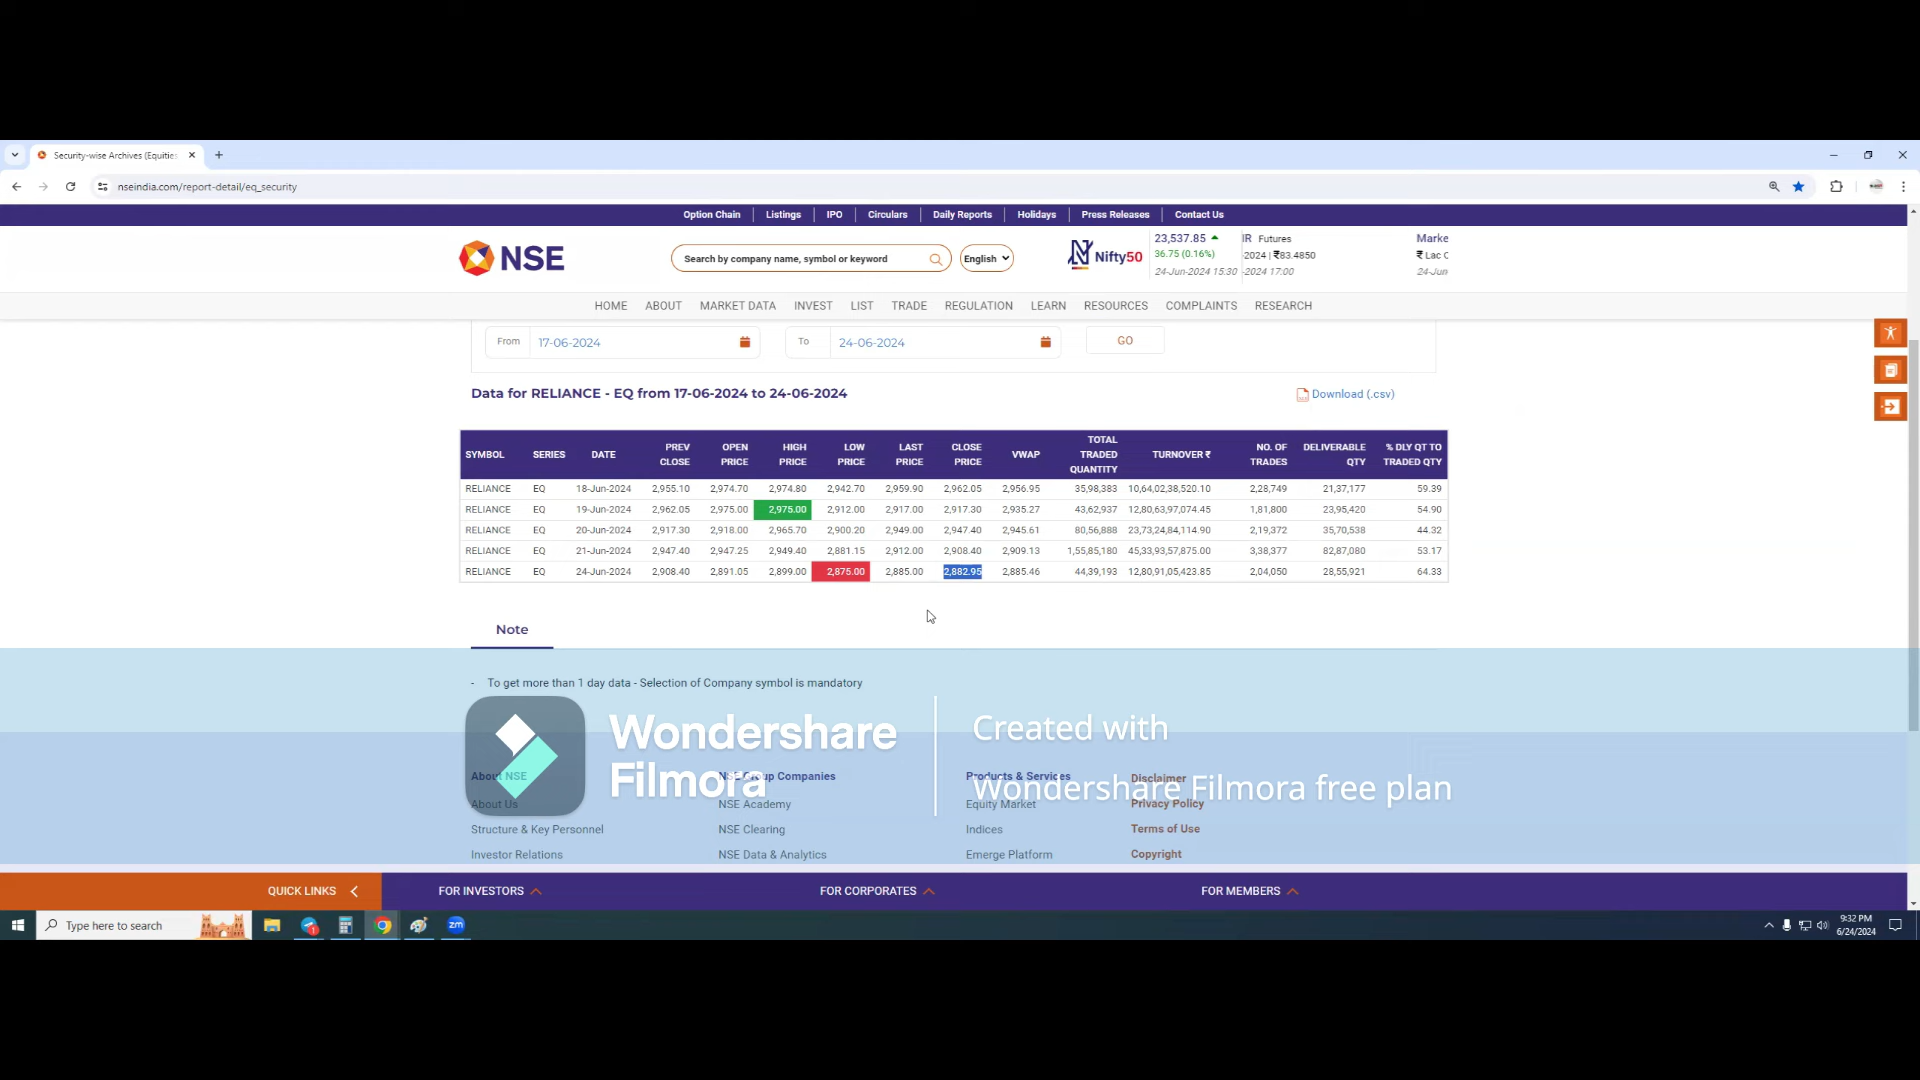 Security-wise Archives (Equities
nseindia.com/report-detail/eq_security
Option Chain | Listings | IPO | Circulars | Daily Reports | Holidays | Press Releases | Contact Us
NSE
Search by company name, symbol or keyword
English
Nifty50
23,537.85
36.75 (0.16%)
24-Jun-2024 15:30
IR Futures
-2024 | ₹83.4850
-2024 17:00
Marke
₹ Lac C
24-Jun
HOME ABOUT MARKET DATA INVEST LIST TRADE REGULATION LEARN RESOURCES COMPLAINTS RESEARCH
From 17-06-2024 To 24-06-2024 GO
Data for RELIANCE - EQ from 17-06-2024 to 24-06-2024
Download (.csv)
SYMBOL SERIES DATE PREV CLOSE OPEN PRICE HIGH PRICE LOW PRICE LAST PRICE CLOSE PRICE VWAP TOTAL TRADED QUANTITY TURNOVER ₹ NO. OF TRADES DELIVERABLE QTY % DLY QT TO TRADED QTY
RELIANCE EQ 18-Jun-2024 2,955.10 2,974.70 2,974.80 2,942.70 2,959.90 2,962.05 2,956.95 35,98,383 10,64,02,38,520.10 2,28,749 21,37,177 59.39
RELIANCE EQ 19-Jun-2024 2,962.05 2,975.00 2,975.00 2,912.00 2,917.00 2,917.30 2,935.27 43,62,937 12,80,63,97,074.45 1,81,800 23,95,420 54.90
RELIANCE EQ 20-Jun-2024 2,917.30 2,918.00 2,965.70 2,900.20 2,949.00 2,947.40 2,945.61 80,56,888 23,73,24,84,114.90 2,19,372 35,70,538 44.32
RELIANCE EQ 21-Jun-2024 2,947.40 2,947.25 2,949.40 2,881.15 2,912.00 2,908.40 2,909.13 1,55,85,180 45,33,93,57,875.00 3,38,377 82,87,080 53.17
RELIANCE EQ 24-Jun-2024 2,908.40 2,891.05 2,899.00 2,875.00 2,885.00 2,882.95 2,885.46 44,39,193 12,80,91,05,423.85 2,04,050 28,55,921 64.33
Note
- To get more than 1 day data - Selection of Company symbol is mandatory
Wondershare
Filmora
Created with
Wondershare Filmora free plan
About NSE NSE Group Companies Products & Services Disclaimer
About Us NSE Academy Equity Market Privacy Policy
Structure & Key Personnel NSE Clearing Indices Terms of Use
Investor Relations NSE Data & Analytics Emerge Platform Copyright
QUICK LINKS FOR INVESTORS FOR CORPORATES FOR MEMBERS
Type here to search
zm
9:32 PM
6/24/2024